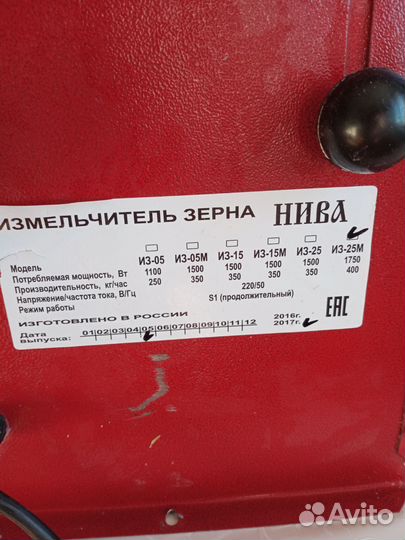 ИЗМЕЛЬЧИТЕЛЬ ЗЕРНА НИВА
Модель ИЗ-05 ИЗ-05М ИЗ-15 ИЗ-15М ИЗ-25 ИЗ-25М
Потребляемая мощность, Вт 1100 1500 1500 1500 1500 1750
Производительность, кг/час 250 350 350 350 350 400
Напряжение/частота тока, В/Гц 220/50
Режим работы S1 (продолжительный)
ИЗГОТОВЛЕНО В РОССИИ 2016г.
Дата выпуска: 01 02 03 04 05 06 07 08 09 10 11 12 2017г.
ЕАС
Avito